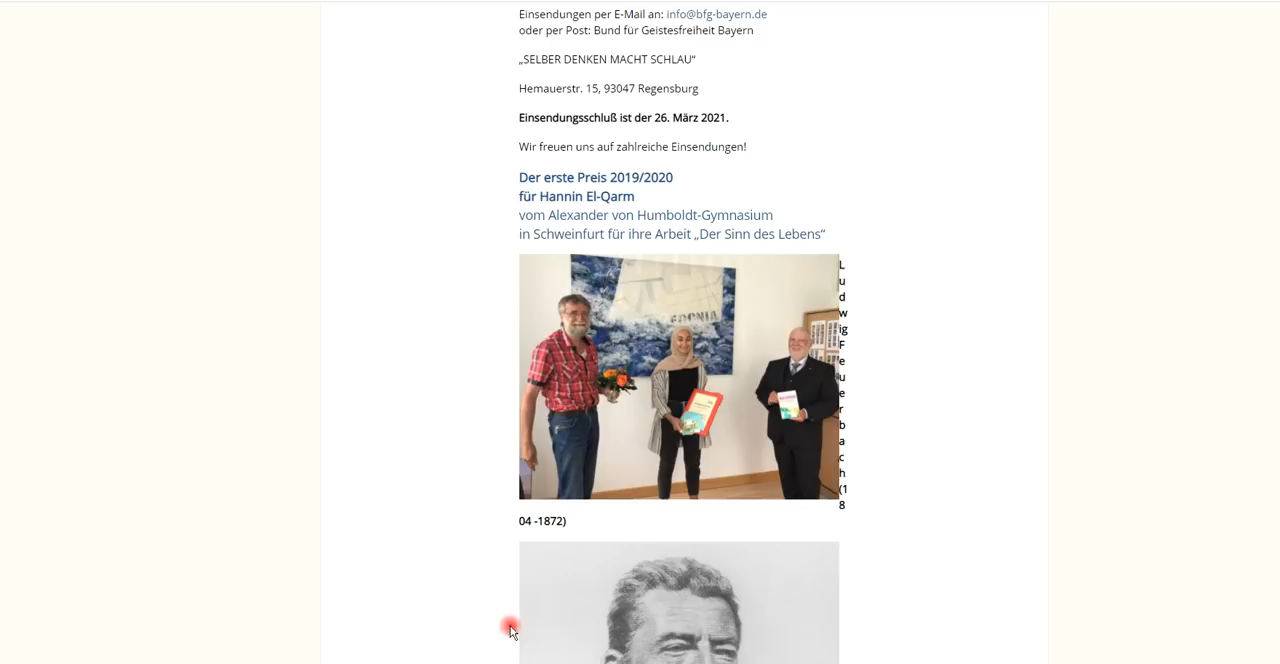 Einsendungen per E-Mail an: info@bfg-bayern.de
oder per Post: Bund für Geistesfreiheit Bayern
„SELBER DENKEN MACHT SCHLAU“
Hemauerstr. 15, 93047 Regensburg
Einsendungsschluß ist der 26. März 2021.
Wir freuen uns auf zahlreiche Einsendungen!
Der erste Preis 2019/2020
für Hannin El-Qarm
vom Alexander von Humboldt-Gymnasium
in Schweinfurt für ihre Arbeit „Der Sinn des Lebens“
L
u
d
w
ig
F
e
u
e
r
b
a
c
h
(1
8
04 -1872)